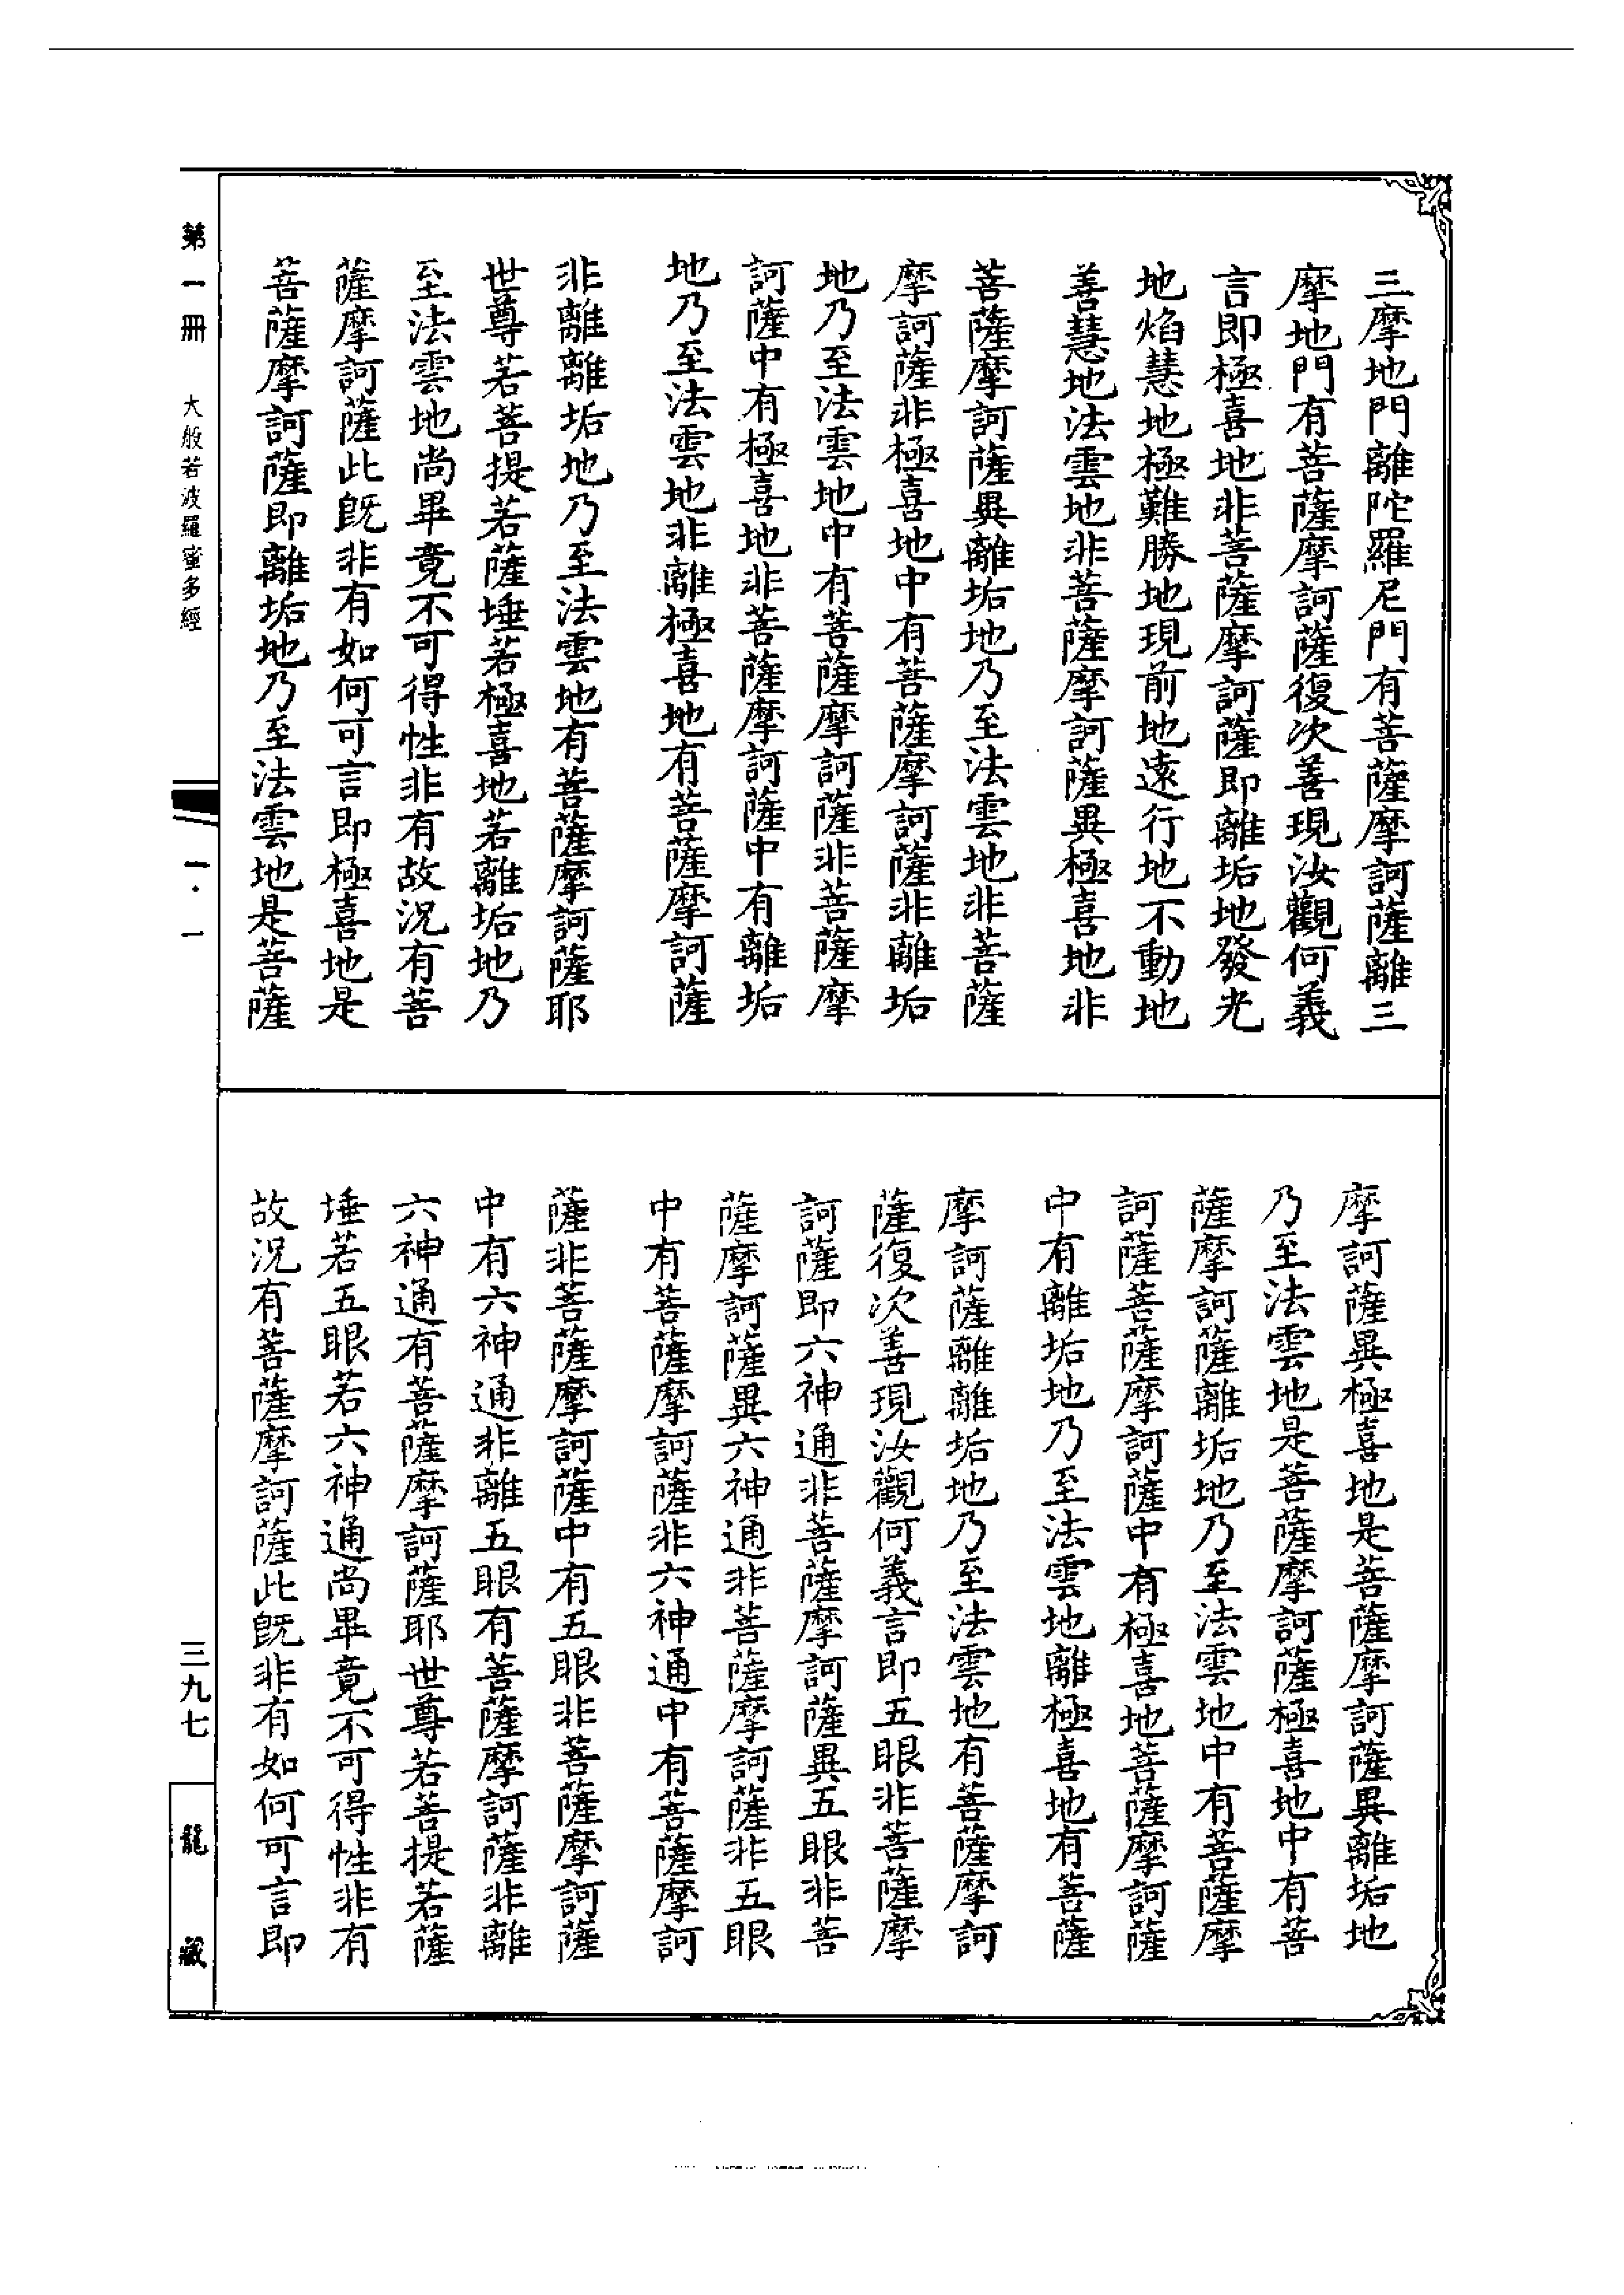 三摩地門離陀羅尼門有菩薩摩訶薩離三
摩地門有菩薩摩訶薩復次善現汝觀何義
言即極喜地非菩薩摩訶薩即離垢地發光
地焰慧地極難勝地現前地遠行地不動地
善慧地法雲地非菩薩摩訶薩異極喜地非
菩薩摩訶薩異離垢地乃至法雲地非菩薩
摩訶薩非極喜地中有菩薩摩訶薩非離垢
地乃至法雲地中有菩薩摩訶薩非菩薩摩
訶薩中有極喜地非菩薩摩訶薩中有離垢
地乃至法雲地非離極喜地有菩薩摩訶薩
非離離垢地乃至法雲地有菩薩摩訶薩耶
世尊若菩提若薩埵若極喜地若離垢地乃
至法雲地尚畢竟不可得性非有故況有菩
薩摩訶薩此既非有如何可言即極喜地是
菩薩摩訶薩即離垢地乃至法雲地是菩薩
摩訶薩異極喜地是菩薩摩訶薩異離垢地
乃至法雲地是菩薩摩訶薩極喜地中有菩
薩摩訶薩離垢地乃至法雲地中有菩薩摩
訶薩菩薩摩訶薩中有極喜地菩薩摩訶薩
中有離垢地乃至法雲地離極喜地有菩薩
摩訶薩離離垢地乃至法雲地有菩薩摩訶
薩復次善現汝觀何義言即五眼非菩薩摩
訶薩即六神通非菩薩摩訶薩異五眼非菩
薩摩訶薩異六神通非菩薩摩訶薩非五眼
中有菩薩摩訶薩非六神通中有菩薩摩訶
薩非菩薩摩訶薩中有五眼非菩薩摩訶薩
中有六神通非離五眼有菩薩摩訶薩非離
六神通有菩薩摩訶薩耶世尊若菩提若薩
埵若五眼若六神通尚畢竟不可得性非有
故況有菩薩摩訶薩此既非有如何可言即
第一冊 大般若波羅蜜多經 一·一 三九七 龍藏